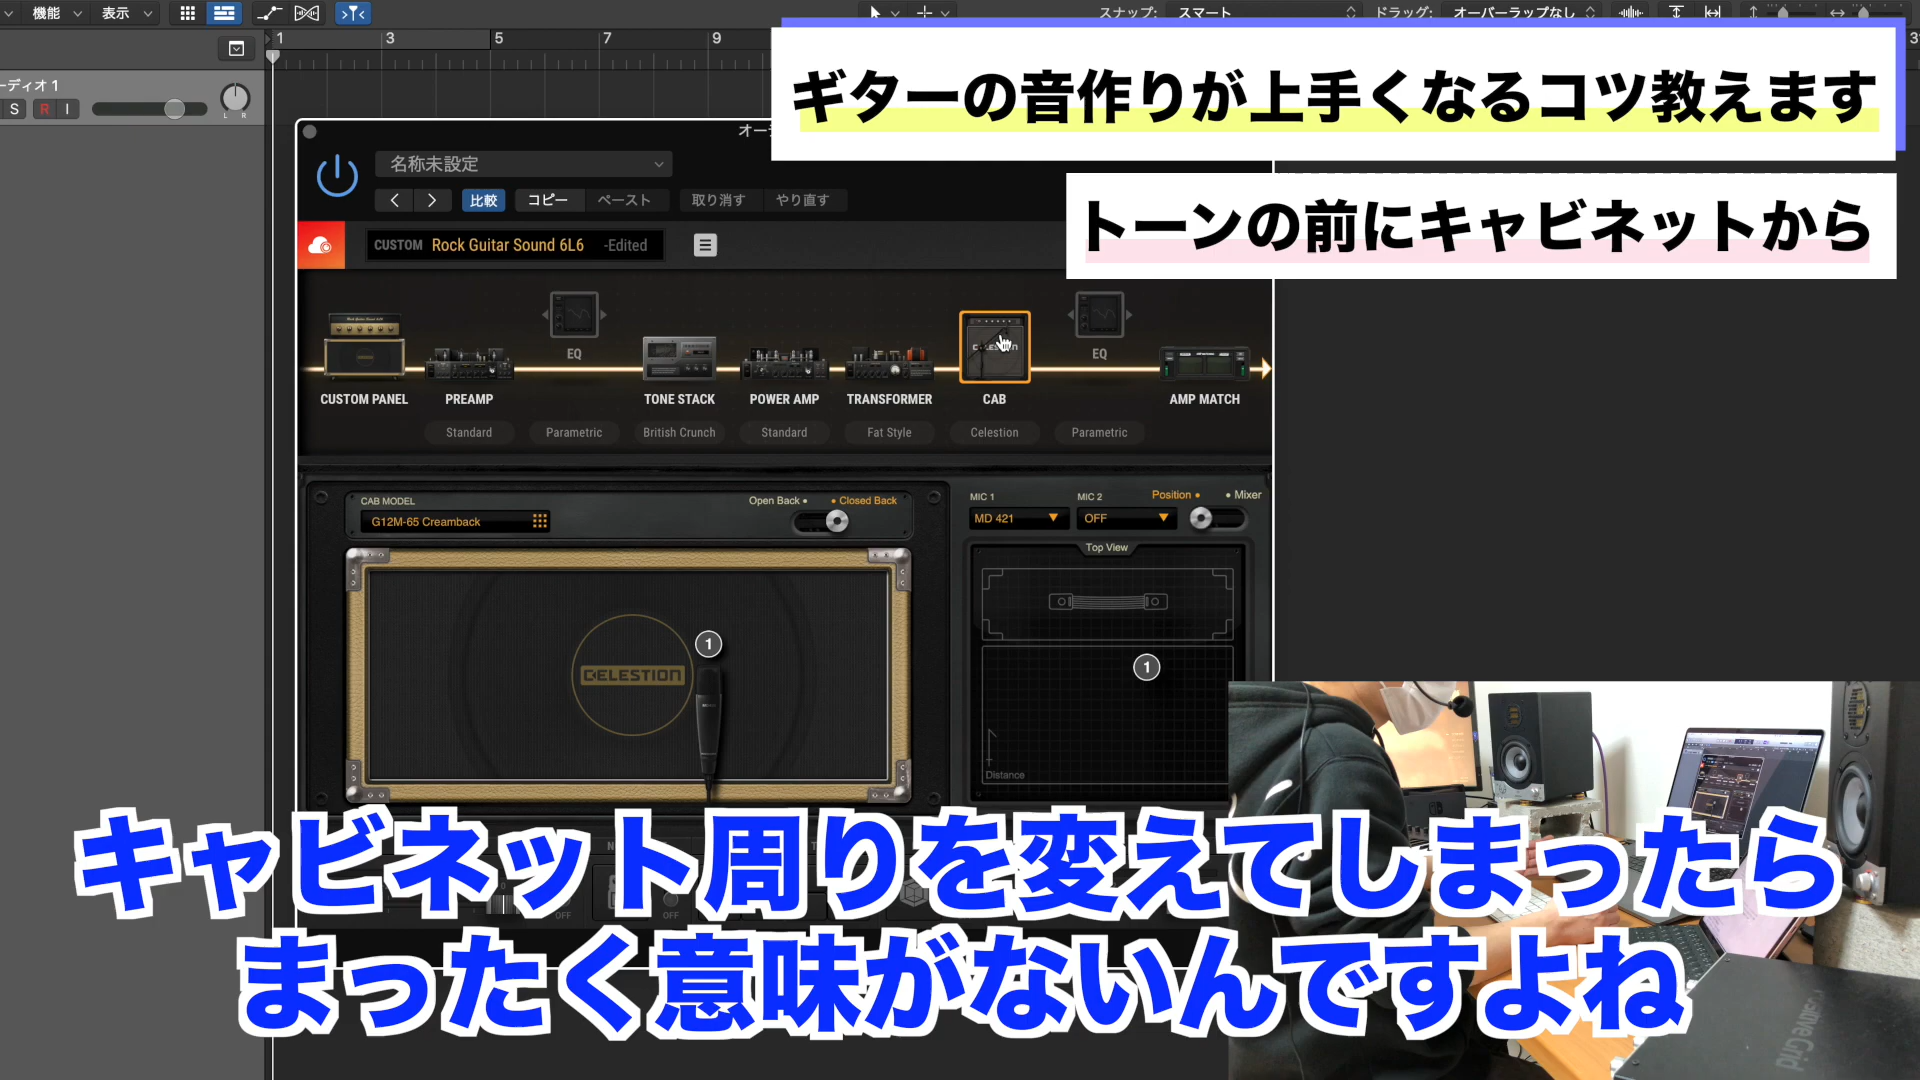 機能
表示
スナップ:
スマート
ドラッグ:
オーバーラップなし
1
3
5
7
9
ーディオ 1
S
R
I
L R
ギターの音作りが上手くなるコツ教えます
トーンの前にキャビネットから
名称未設定
比較
コピー
ペースト
取り消す
やり直す
CUSTOM Rock Guitar Sound 6L6 -Edited
EQ
CELESTION
EQ
CUSTOM PANEL
PREAMP
TONE STACK
POWER AMP
TRANSFORMER
CAB
AMP MATCH
Standard
Parametric
British Crunch
Standard
Fat Style
Celestion
Parametric
CAB MODEL
G12M-65 Creamback
Open Back
Closed Back
MIC 1
MD 421
MIC 2
OFF
Position
Mixer
Top View
1
CELESTION
1
Distance
OFF
OFF
キャビネット周りを変えてしまったら
まったく意味がないんですよね
PositiveGrid